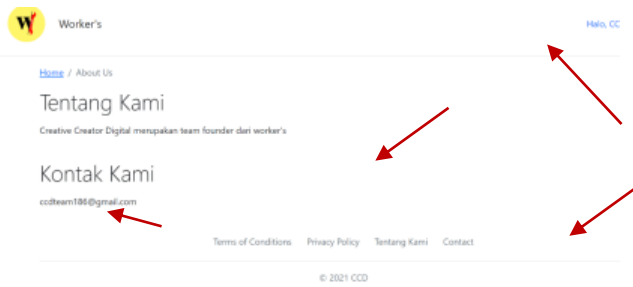 W Worker's Halo, CC
Home / About Us
Tentang Kami
Creative Creator Digital merupakan team founder dari worker's
Kontak Kami
ccdteam186@gmail.com
Terms of Conditions Privacy Policy Tentang Kami Contact
© 2021 CCD